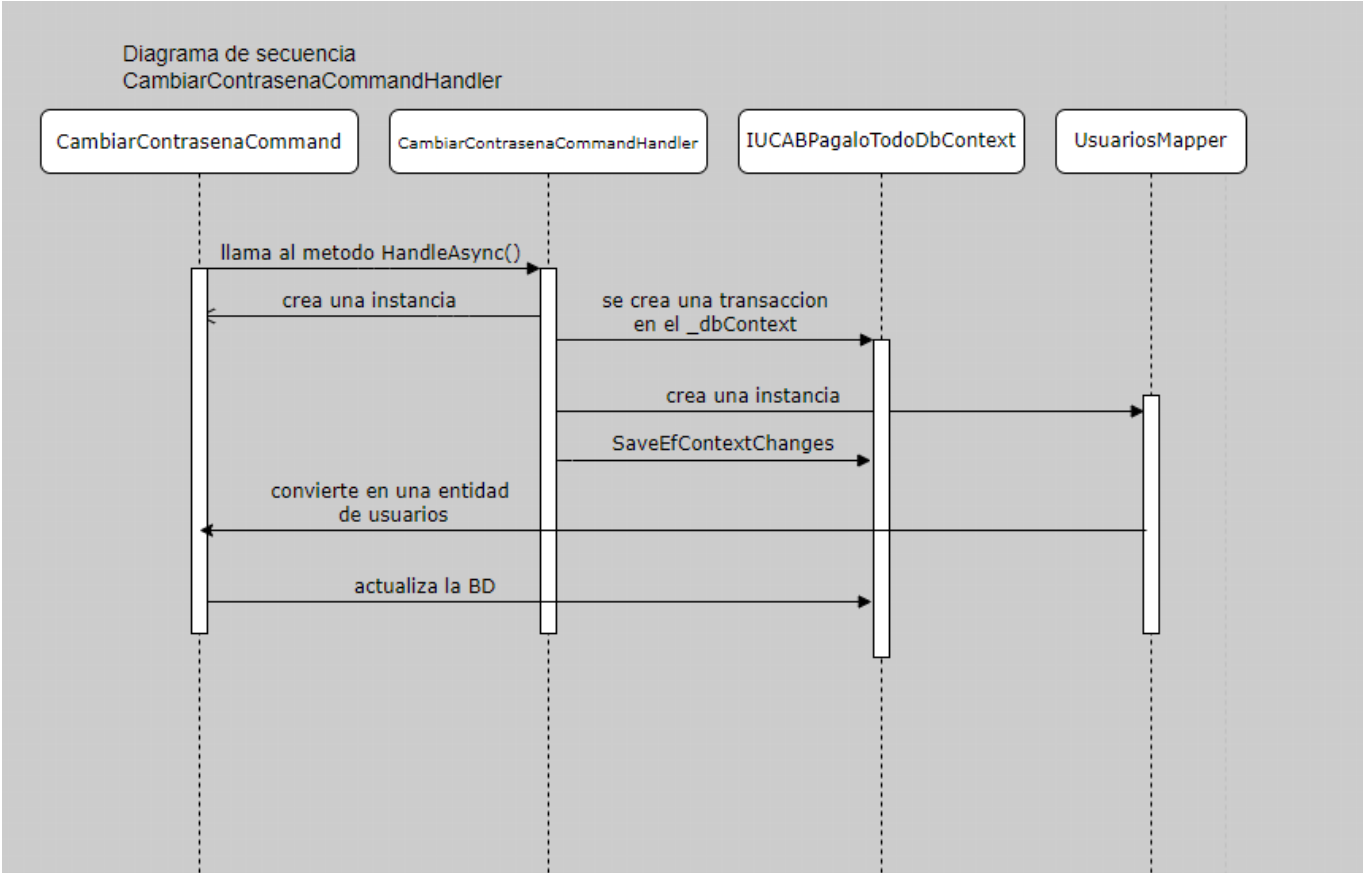 Diagrama de secuencia
CambiarContrasenaCommandHandler
CambiarContrasenaCommand
CambiarContrasenaCommandHandler
IUCABPagaloTodoDbContext
UsuariosMapper
llama al metodo HandleAsync()
crea una instancia
se crea una transaccion
en el _dbContext
crea una instancia
SaveEfContextChanges
convierte en una entidad
de usuarios
actualiza la BD